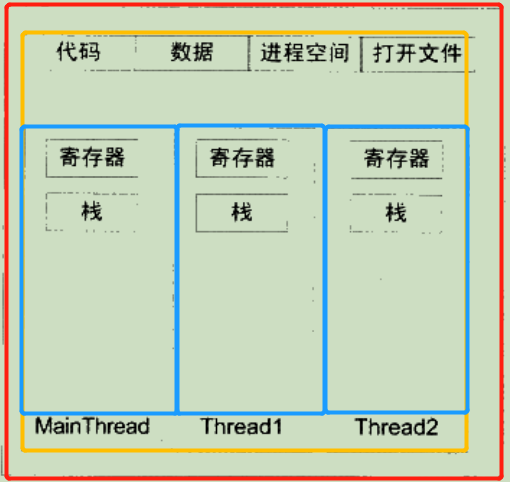 代码 数据 进程空间 打开文件
寄存器 寄存器 寄存器
栈 栈 栈
MainThread Thread1 Thread2